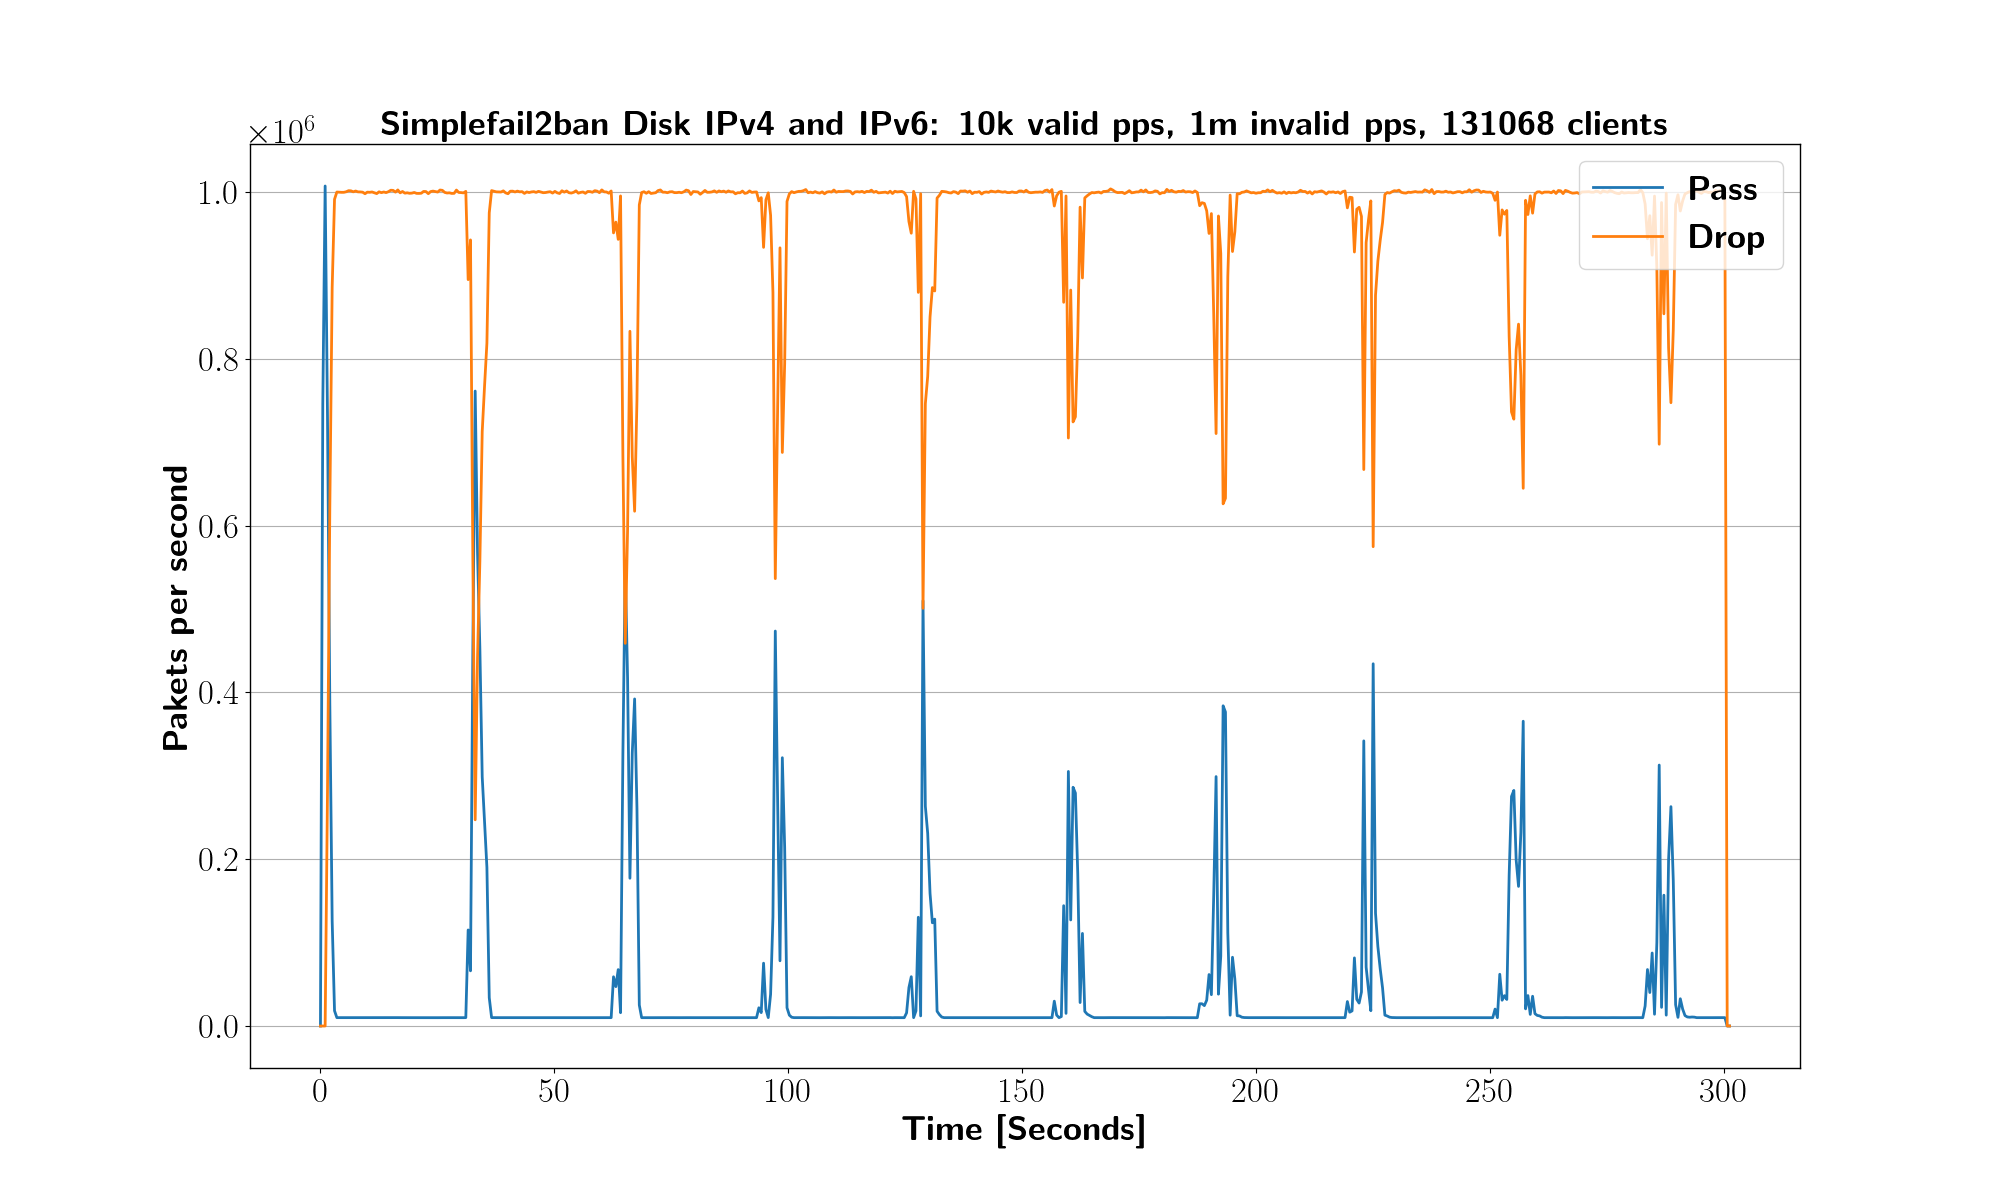 Simplefail2ban Disk IPv4 and IPv6: 10k valid pps, 1m invalid pps, 131068 clients
×10⁶
Pass
Drop
1.0
0.8
0.6
0.4
0.2
0.0
Pakets per second
0 50 100 150 200 250 300
Time [Seconds]